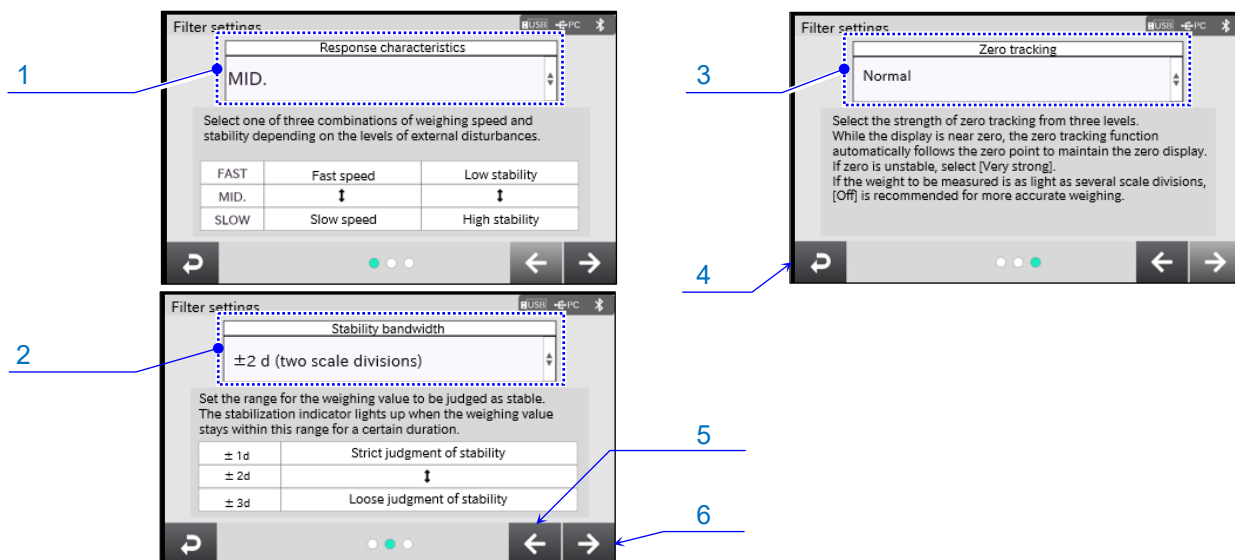 Filter settings
USB PC
1
Response characteristics
MID.
Select one of three combinations of weighing speed and
stability depending on the levels of external disturbances.
FAST Fast speed Low stability
MID. ↕ ↕
SLOW Slow speed High stability
Filter settings
USB PC
2
Stability bandwidth
±2 d (two scale divisions)
Set the range for the weighing value to be judged as stable.
The stabilization indicator lights up when the weighing value
stays within this range for a certain duration.
± 1d Strict judgment of stability
± 2d ↕
± 3d Loose judgment of stability
5
6
Filter settings
USB PC
3
Zero tracking
Normal
Select the strength of zero tracking from three levels.
While the display is near zero, the zero tracking function
automatically follows the zero point to maintain the zero display.
If zero is unstable, select [Very strong].
If the weight to be measured is as light as several scale divisions,
[Off] is recommended for more accurate weighing.
4